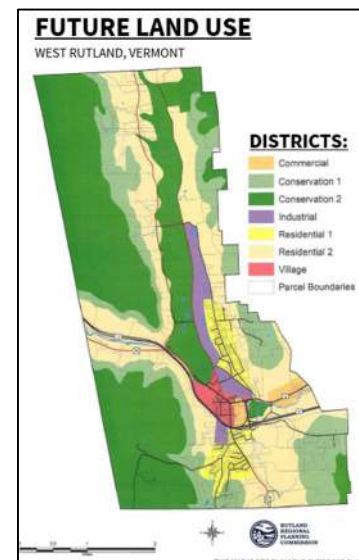 FUTURE LAND USE
WEST RUTLAND, VERMONT
DISTRICTS:
Commercial
Conservation 1
Conservation 2
Industrial
Residential 1
Residential 2
Village
Parcel Boundaries
RUTLAND
REGIONAL
PLANNING
COMMISSION